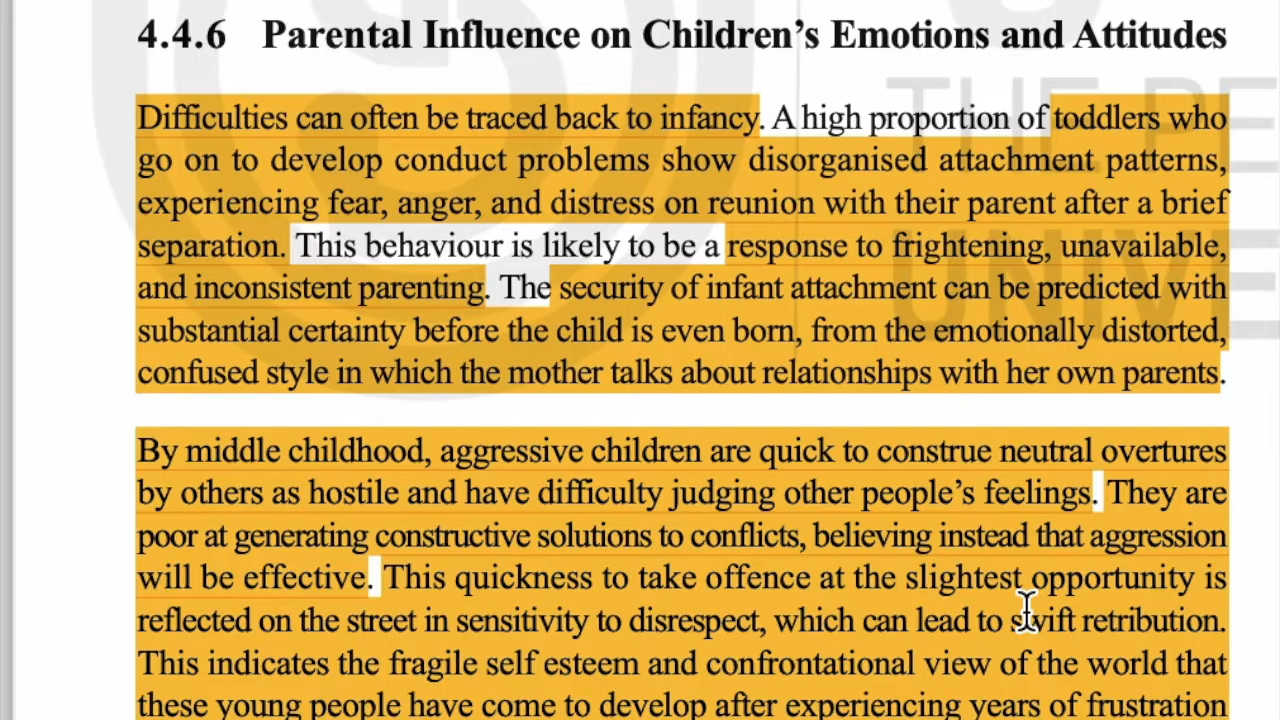 4.4.6 Parental Influence on Children's Emotions and Attitudes
Difficulties can often be traced back to infancy. A high proportion of toddlers who
go on to develop conduct problems show disorganised attachment patterns,
experiencing fear, anger, and distress on reunion with their parent after a brief
separation. This behaviour is likely to be a response to frightening, unavailable,
and inconsistent parenting. The security of infant attachment can be predicted with
substantial certainty before the child is even born, from the emotionally distorted,
confused style in which the mother talks about relationships with her own parents.
By middle childhood, aggressive children are quick to construe neutral overtures
by others as hostile and have difficulty judging other people's feelings. They are
poor at generating constructive solutions to conflicts, believing instead that aggression
will be effective. This quickness to take offence at the slightest opportunity is
reflected on the street in sensitivity to disrespect, which can lead to swift retribution.
This indicates the fragile self esteem and confrontational view of the world that
these young people have come to develop after experiencing years of frustration